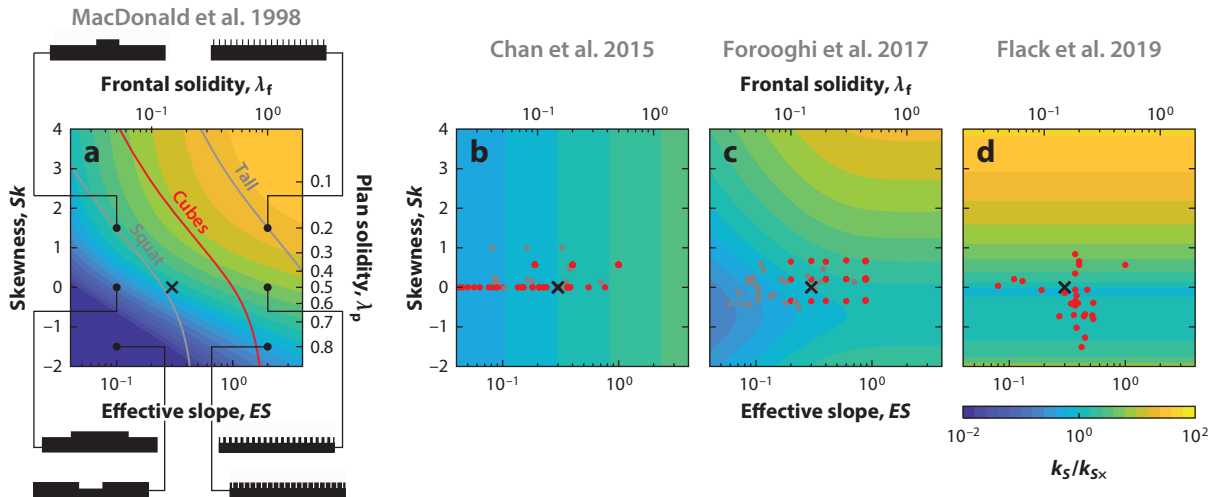 MacDonald et al. 1998
Chan et al. 2015
Forooghi et al. 2017
Flack et al. 2019
Frontal solidity, λf
10⁻¹ 10⁰
a
Tall
Cubes
Squat
Skewness, Sk
4
3
2
1
0
−1
−2
0.1
0.2
0.3
0.4
0.5
0.6
0.7
0.8
Plan solidity, λp
10⁻¹ 10⁰
Effective slope, ES
10⁻¹ 10⁰
b
Skewness, Sk
4
3
2
1
0
−1
−2
10⁻¹ 10⁰
Frontal solidity, λf
10⁻¹ 10⁰
c
10⁻¹ 10⁰
Effective slope, ES
10⁻¹ 10⁰
d
10⁻¹ 10⁰
10⁻² 10⁰ 10²
kS/kS×